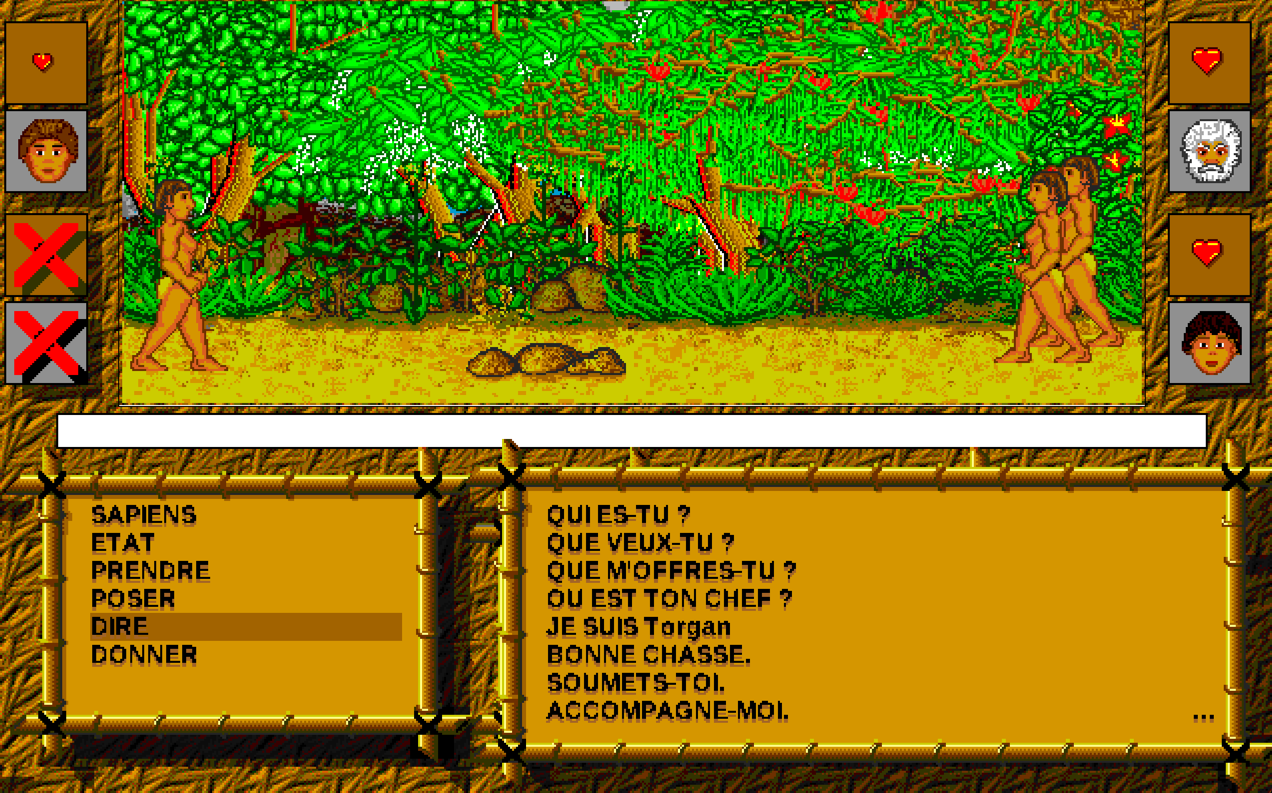 SAPIENS
ETAT
PRENDRE
POSER
DIRE
DONNER
QUI ES-TU ?
QUE VEUX-TU ?
QUE M'OFFRES-TU ?
OU EST TON CHEF ?
JE SUIS Torgan
BONNE CHASSE.
SOUMETS-TOI.
ACCOMPAGNE-MOI.
...